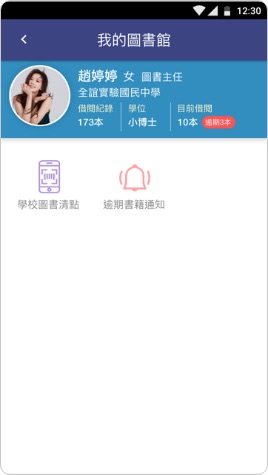 12:30
我的圖書館
趙婷婷 女 圖書主任
全誼實驗國民中學
借閱紀錄 學位 目前借閱
173本 小博士 10本 逾期3本
學校圖書清點 逾期書籍通知